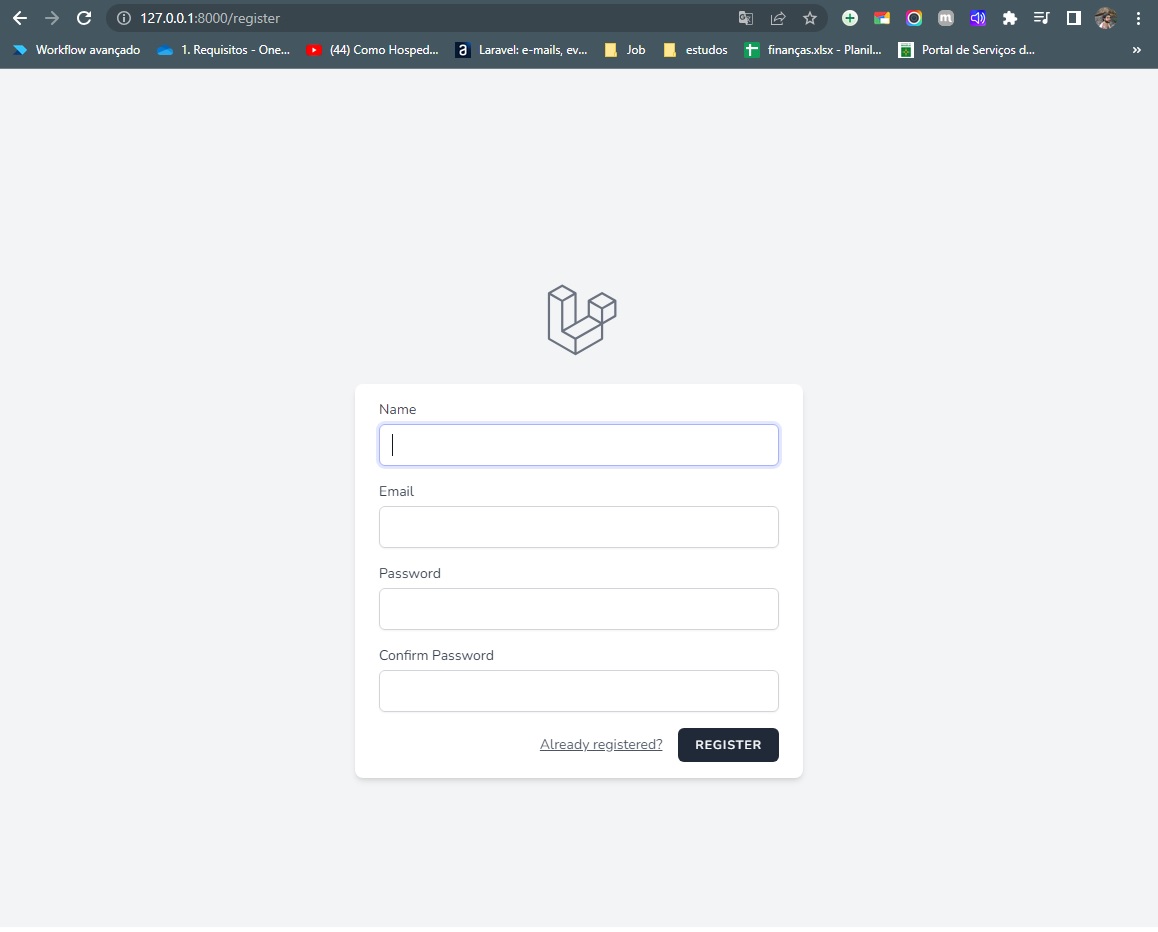 127.0.0.1:8000/register
Workflow avançado 1. Requisitos - One... (44) Como Hosped... a Laravel: e-mails, ev... Job estudos finanças.xlsx - Planil... Portal de Serviços d... »
Name
Email
Password
Confirm Password
Already registered? REGISTER